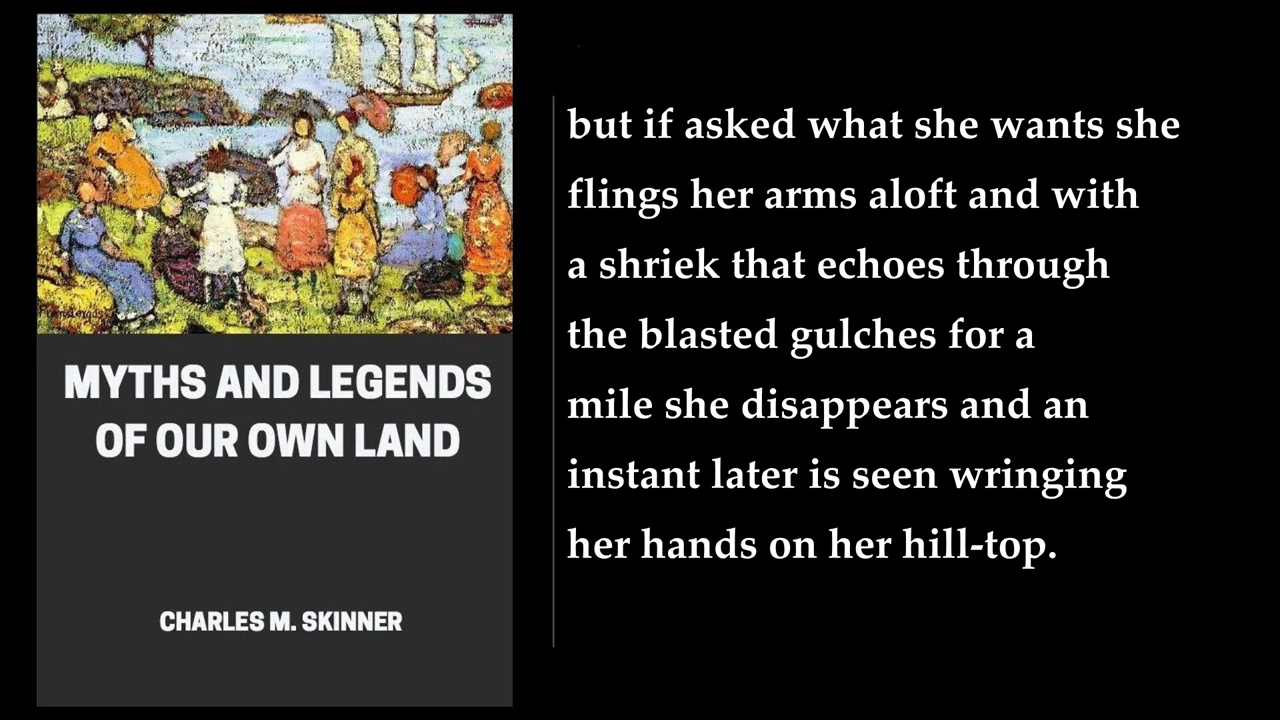 MYTHS AND LEGENDS
OF OUR OWN LAND
CHARLES M. SKINNER
but if asked what she wants she
flings her arms aloft and with
a shriek that echoes through
the blasted gulches for a
mile she disappears and an
instant later is seen wringing
her hands on her hill-top.